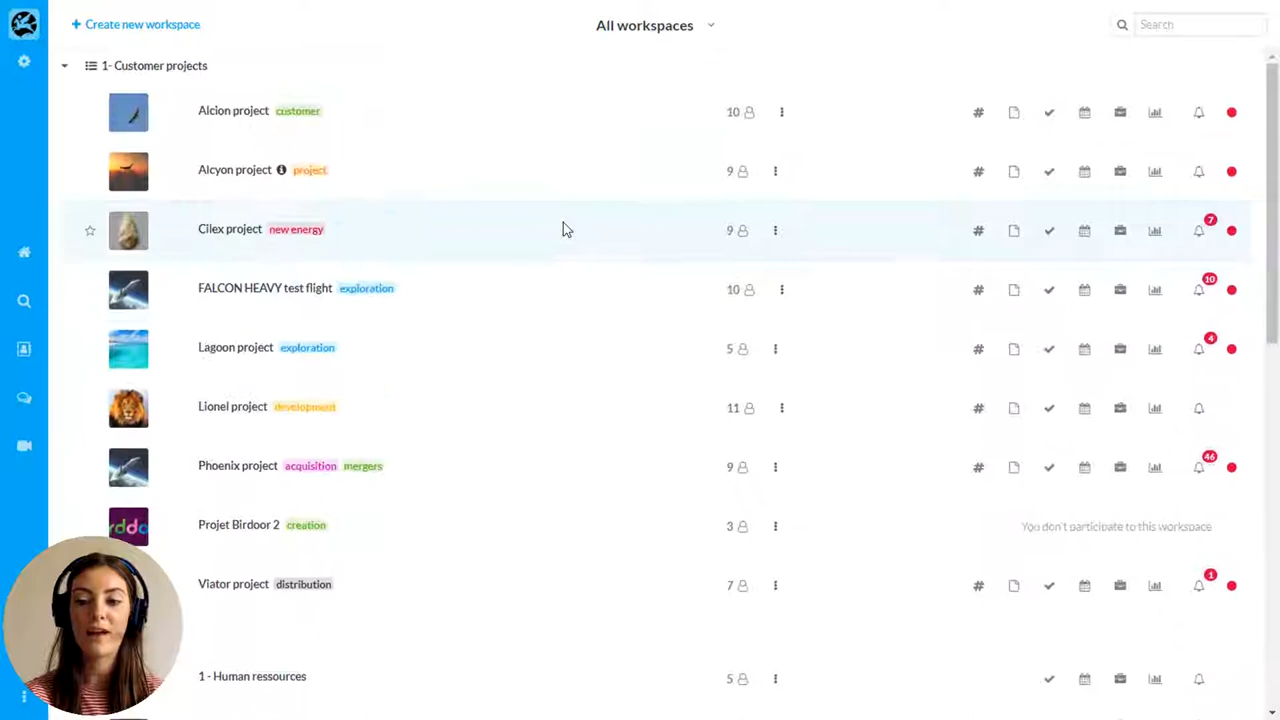 + Create new workspace
All workspaces
Search
1- Customer projects
Alcion project customer
10
Alcyon project project
9
Cilex project new energy
9
7
FALCON HEAVY test flight exploration
10
10
Lagoon project exploration
5
4
Lionel project development
11
Phoenix project acquisition mergers
9
46
rddo
Projet Birdoor 2 creation
3
You don't participate to this workspace
Viator project distribution
7
1
1 - Human ressources
5